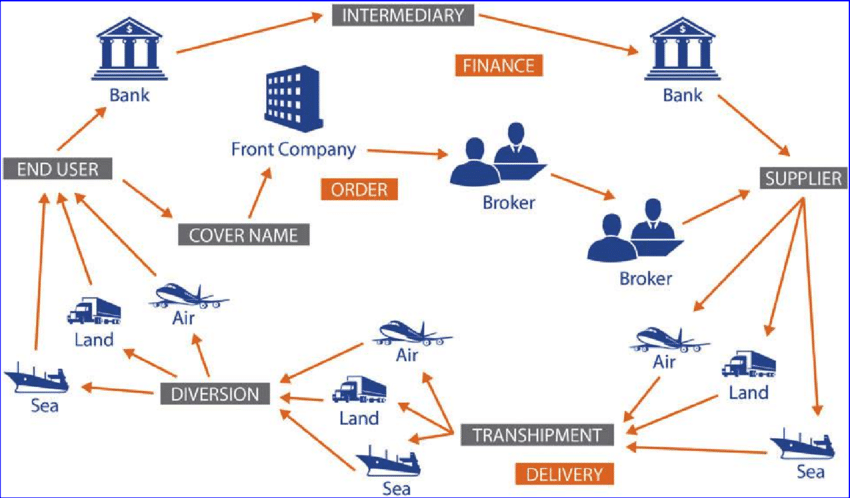 INTERMEDIARY
Bank
FINANCE
Bank
Front Company
END USER
ORDER
Broker
SUPPLIER
COVER NAME
Broker
Air
Land
Sea
DIVERSION
Air
Land
Sea
Air
Land
Sea
TRANSHIPMENT
DELIVERY